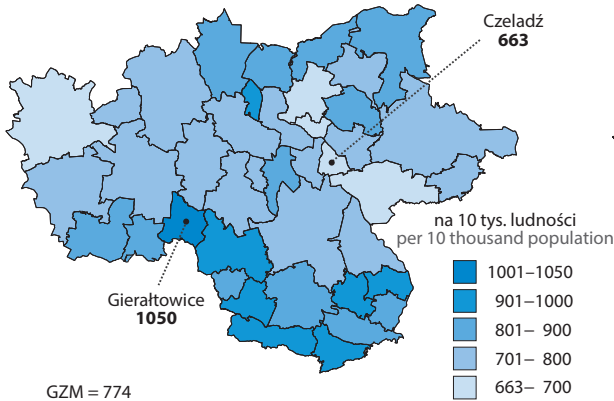 Czeladź
663
na 10 tys. ludności
per 10 thousand population
1001–1050
901–1000
801– 900
701– 800
663– 700
Gierałtowice
1050
GZM = 774